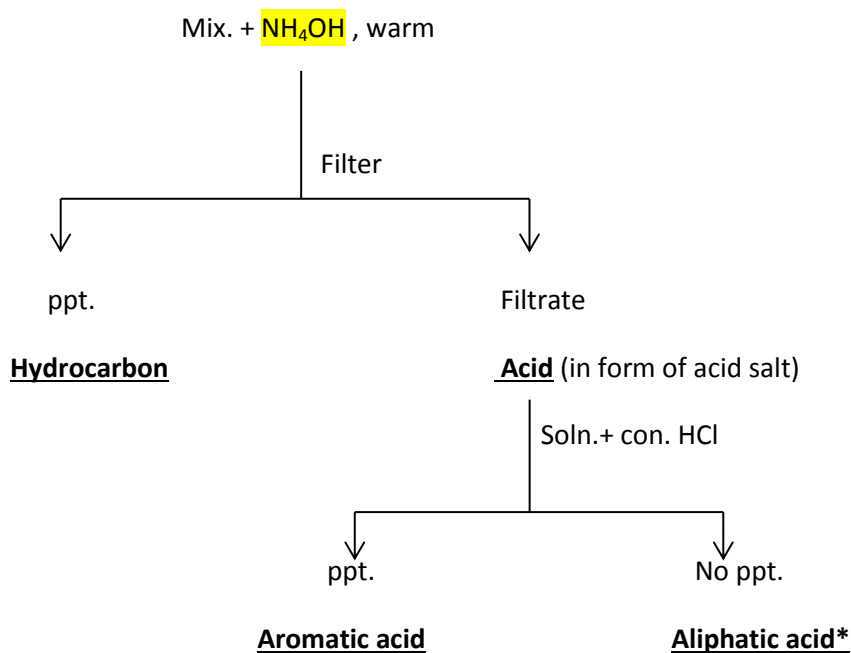 Mix. + NH₄OH , warm
Filter
ppt. Filtrate
Hydrocarbon Acid (in form of acid salt)
Soln.+ con. HCl
ppt. No ppt.
Aromatic acid Aliphatic acid*